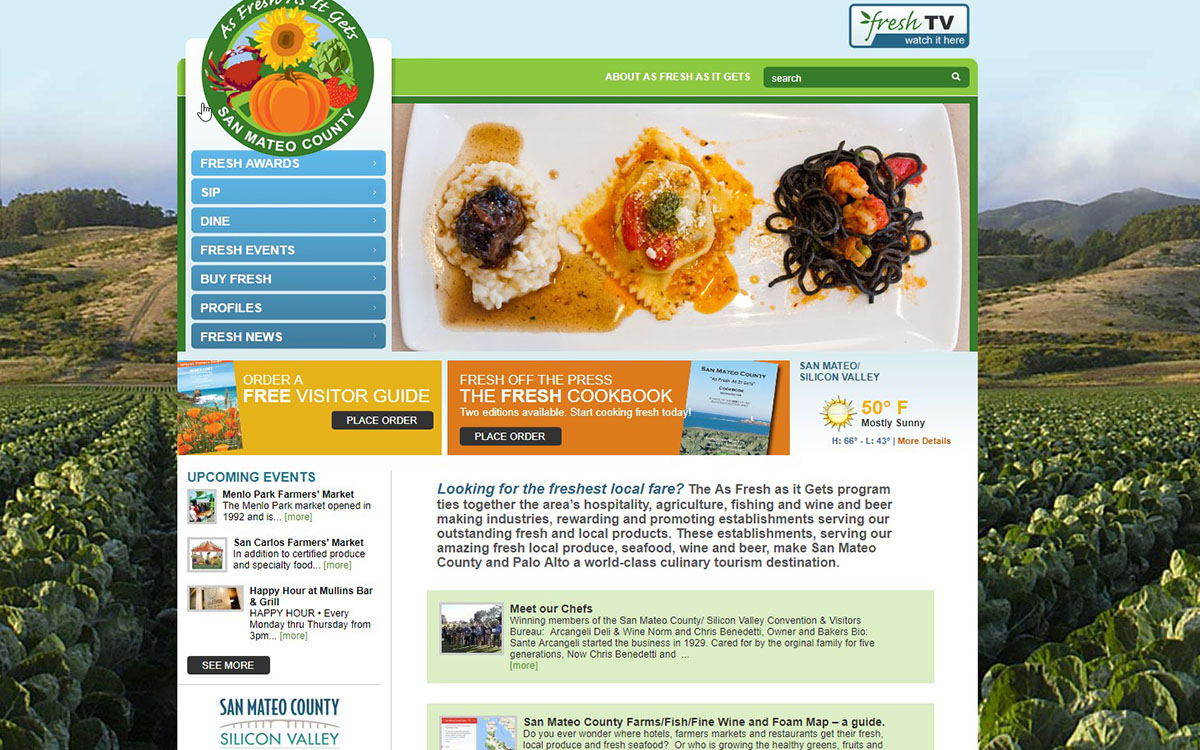 As Fresh As It Gets
SAN MATEO COUNTY
fresh TV
watch it here
ABOUT AS FRESH AS IT GETS
search
FRESH AWARDS
SIP
DINE
FRESH EVENTS
BUY FRESH
PROFILES
FRESH NEWS
ORDER A
FREE VISITOR GUIDE
PLACE ORDER
FRESH OFF THE PRESS
THE FRESH COOKBOOK
Two editions available. Start cooking fresh today!
PLACE ORDER
SAN MATEO COUNTY
"As Fresh As It Gets"
COOKBOOK
SAN MATEO/
SILICON VALLEY
50° F
Mostly Sunny
H: 66° - L: 43° | More Details
UPCOMING EVENTS
Menlo Park Farmers’ Market
The Menlo Park market opened in
1992 and is... [more]
San Carlos Farmers’ Market
In addition to certified produce
and specialty food... [more]
Happy Hour at Mullins Bar
& Grill
HAPPY HOUR • Every
Monday thru Thursday from
3pm... [more]
SEE MORE
SAN MATEO COUNTY
SILICON VALLEY
Looking for the freshest local fare? The As Fresh as it Gets program
ties together the area’s hospitality, agriculture, fishing and wine and beer
making industries, rewarding and promoting establishments serving our
outstanding fresh and local products. These establishments, serving our
amazing fresh local produce, seafood, wine and beer, make San Mateo
County and Palo Alto a world-class culinary tourism destination.
Meet our Chefs
Winning members of the San Mateo County/ Silicon Valley Convention & Visitors
Bureau: Arcangeli Deli & Wine Norm and Chris Benedetti, Owner and Bakers Bio:
Sante Arcangeli started the business in 1929. Cared for by the orginal family for five
generations, Now Chris Benedetti and ...
[more]
San Mateo County Farms/Fish/Fine Wine and Foam Map – a guide.
Do you ever wonder where hotels, farmers markets and restaurants get their fresh,
local produce and fresh seafood? Or who is growing the healthy greens, fruits and